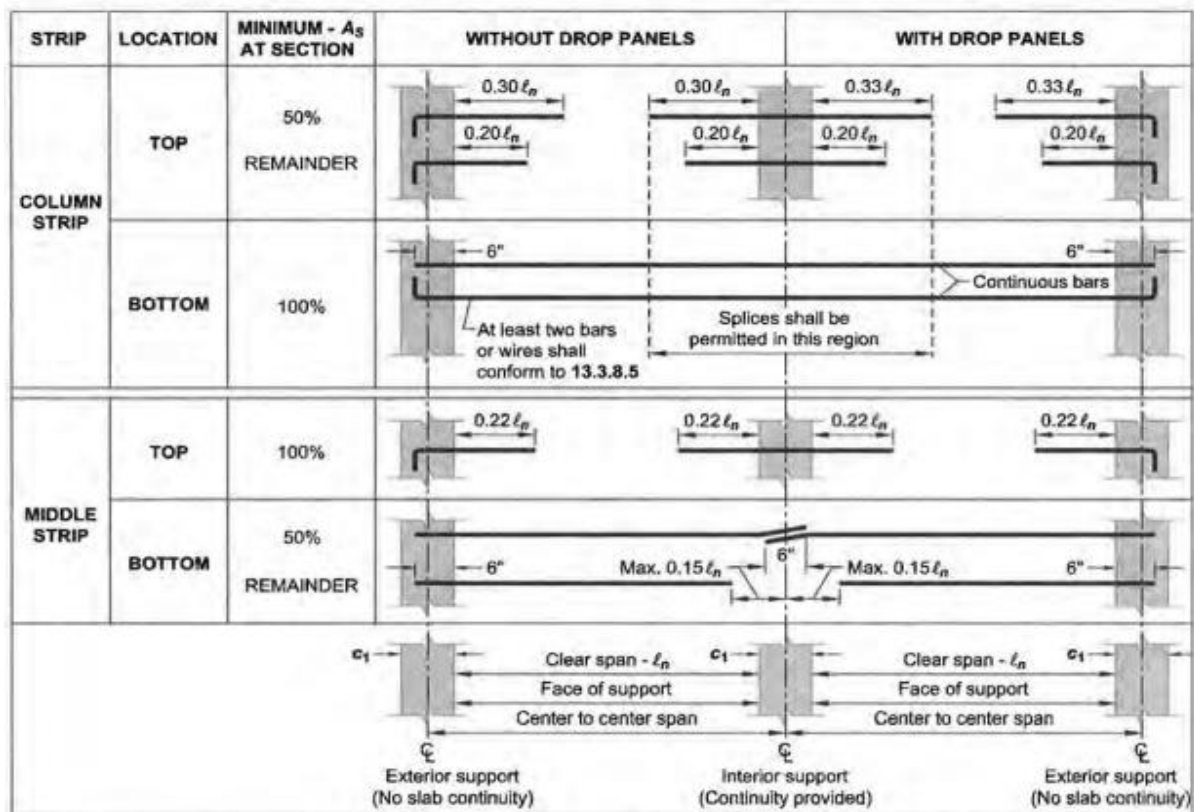 STRIP
LOCATION
MINIMUM - As
AT SECTION
WITHOUT DROP PANELS
WITH DROP PANELS
COLUMN
STRIP
TOP
50%
REMAINDER
0.30 ℓn
0.30 ℓn
0.33 ℓn
0.33 ℓn
0.20 ℓn
0.20 ℓn
0.20 ℓn
0.20 ℓn
BOTTOM
100%
6"
6"
Continuous bars
At least two bars
or wires shall
conform to 13.3.8.5
Splices shall be
permitted in this region
MIDDLE
STRIP
TOP
100%
0.22 ℓn
0.22 ℓn
0.22 ℓn
0.22 ℓn
BOTTOM
50%
REMAINDER
6"
6"
6"
Max. 0.15 ℓn
Max. 0.15 ℓn
c1
c1
c1
Clear span - ℓn
Clear span - ℓn
Face of support
Face of support
Center to center span
Center to center span
℄
℄
℄
Exterior support
(No slab continuity)
Interior support
(Continuity provided)
Exterior support
(No slab continuity)